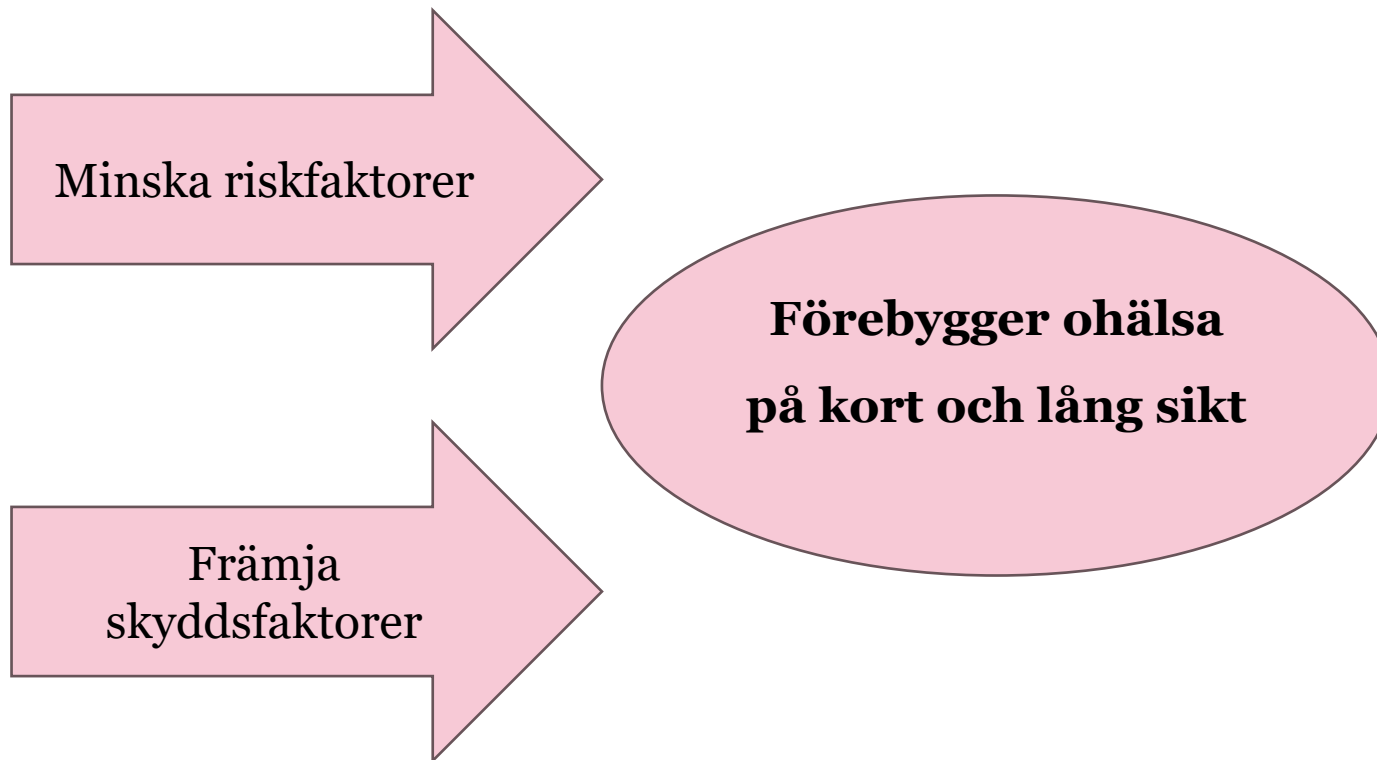 Minska riskfaktorer
Förebygger ohälsa
på kort och lång sikt
Främja
skyddsfaktorer